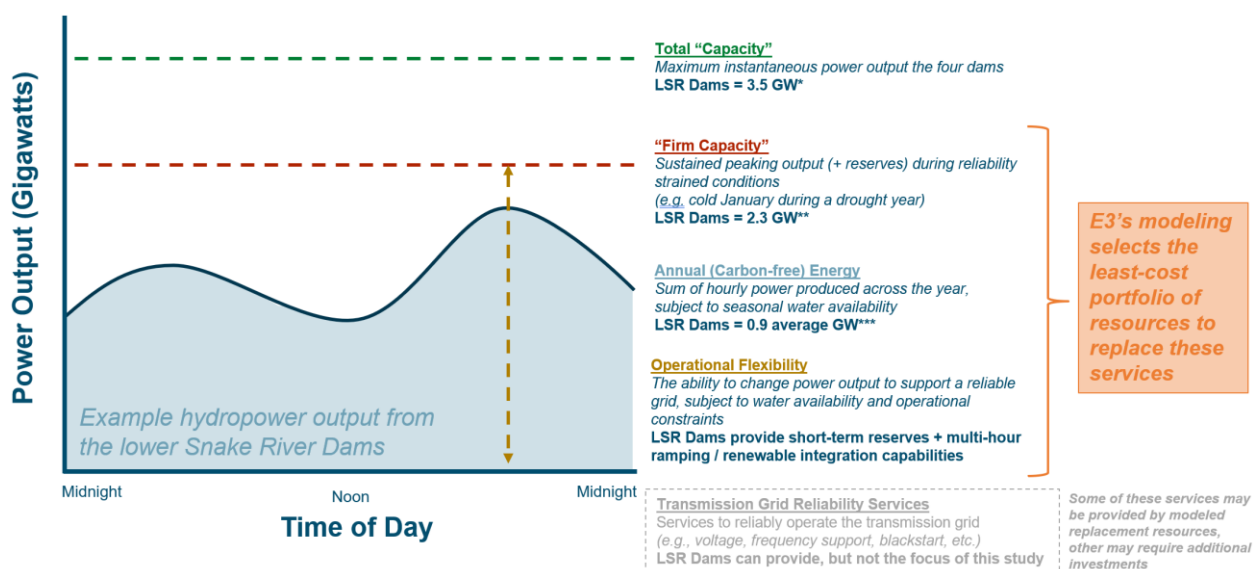 Power Output (Gigawatts)
Example hydropower output from
the lower Snake River Dams
Midnight
Noon
Midnight
Time of Day
Total “Capacity”
Maximum instantaneous power output the four dams
LSR Dams = 3.5 GW*
“Firm Capacity”
Sustained peaking output (+ reserves) during reliability
strained conditions
(e.g. cold January during a drought year)
LSR Dams = 2.3 GW**
Annual (Carbon-free) Energy
Sum of hourly power produced across the year,
subject to seasonal water availability
LSR Dams = 0.9 average GW***
Operational Flexibility
The ability to change power output to support a reliable
grid, subject to water availability and operational
constraints
LSR Dams provide short-term reserves + multi-hour
ramping / renewable integration capabilities
E3’s modeling
selects the
least-cost
portfolio of
resources to
replace these
services
Transmission Grid Reliability Services
Services to reliably operate the transmission grid
(e.g., voltage, frequency support, blackstart, etc.)
LSR Dams can provide, but not the focus of this study
Some of these services may
be provided by modeled
replacement resources,
other may require additional
investments